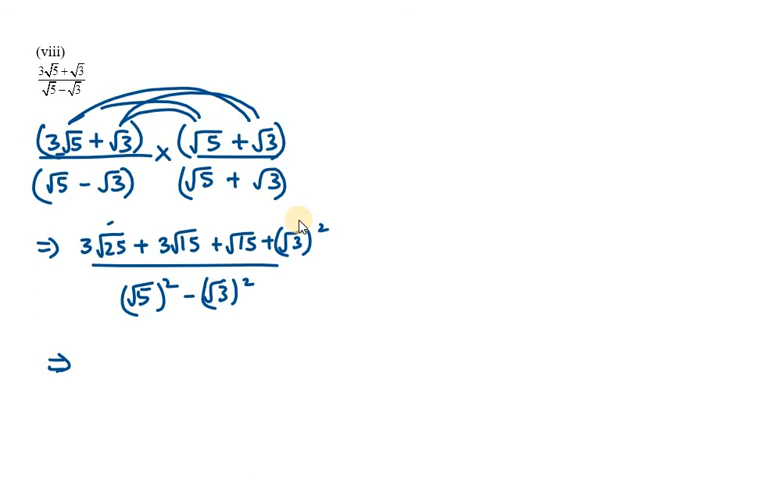 (viii)
3√5 + √3
√5 − √3
(3√5 + √3) × (√5 + √3)
(√5 − √3) (√5 + √3)
⇒ 3√25 + 3√15 + √15 + (√3)²
(√5)² − (√3)²
⇒